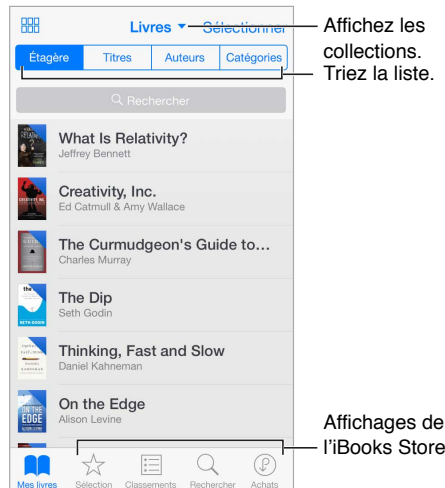 Livres Sélectionner
Affichez les
collections.
Étagère Titres Auteurs Catégories
Triez la liste.
Rechercher
What Is Relativity?
Jeffrey Bennett
Creativity, Inc.
Ed Catmull & Amy Wallace
The Curmudgeon's Guide to…
Charles Murray
The Dip
Seth Godin
Thinking, Fast and Slow
Daniel Kahneman
On the Edge
Alison Levine
Affichages de
l’iBooks Store
Mes livres Sélection Classements Rechercher Achats